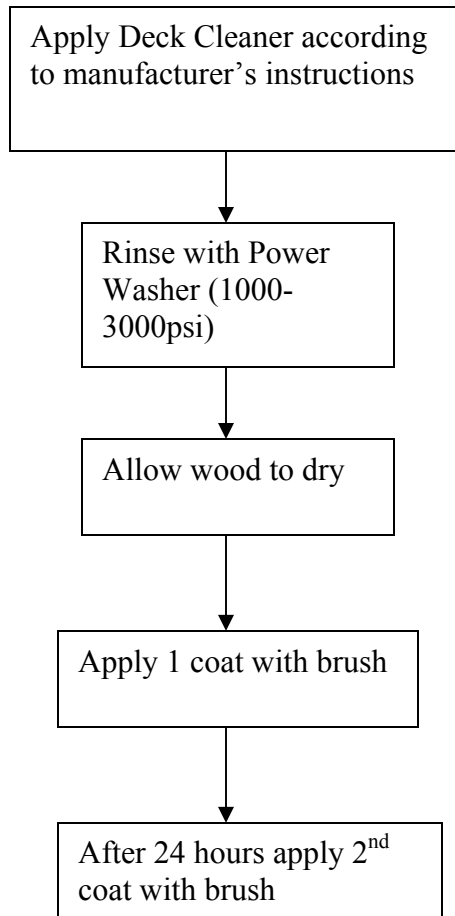 Apply Deck Cleaner according
to manufacturer’s instructions
Rinse with Power
Washer (1000-
3000psi)
Allow wood to dry
Apply 1 coat with brush
After 24 hours apply 2nd
coat with brush